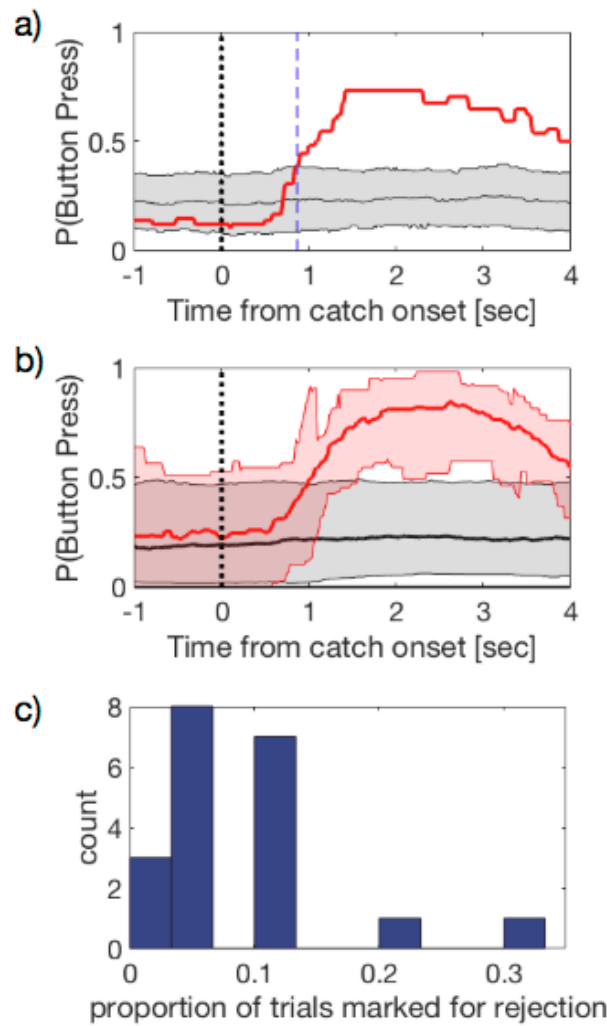 a)
P(Button Press)
1
0.5
0
-1 0 1 2 3 4
Time from catch onset [sec]
b)
P(Button Press)
1
0.5
0
-1 0 1 2 3 4
Time from catch onset [sec]
c)
count
8
6
4
2
0
0 0.1 0.2 0.3
proportion of trials marked for rejection